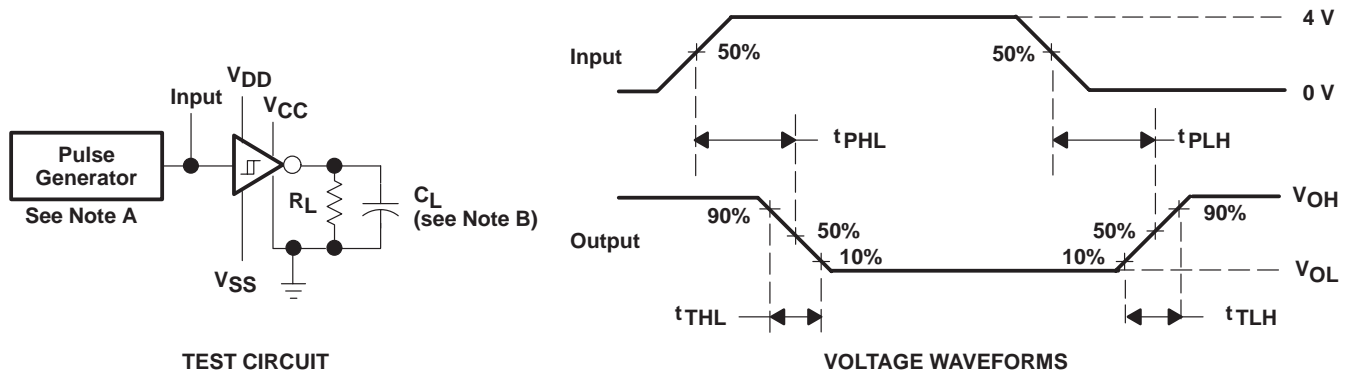 Input
VDD
VCC
Pulse
Generator
See Note A
RL
CL
(see Note B)
VSS
TEST CIRCUIT
Input
50%
50%
4 V
0 V
tPHL
tPLH
Output
90%
50%
10%
10%
50%
90%
VOH
VOL
tTHL
tTLH
VOLTAGE WAVEFORMS